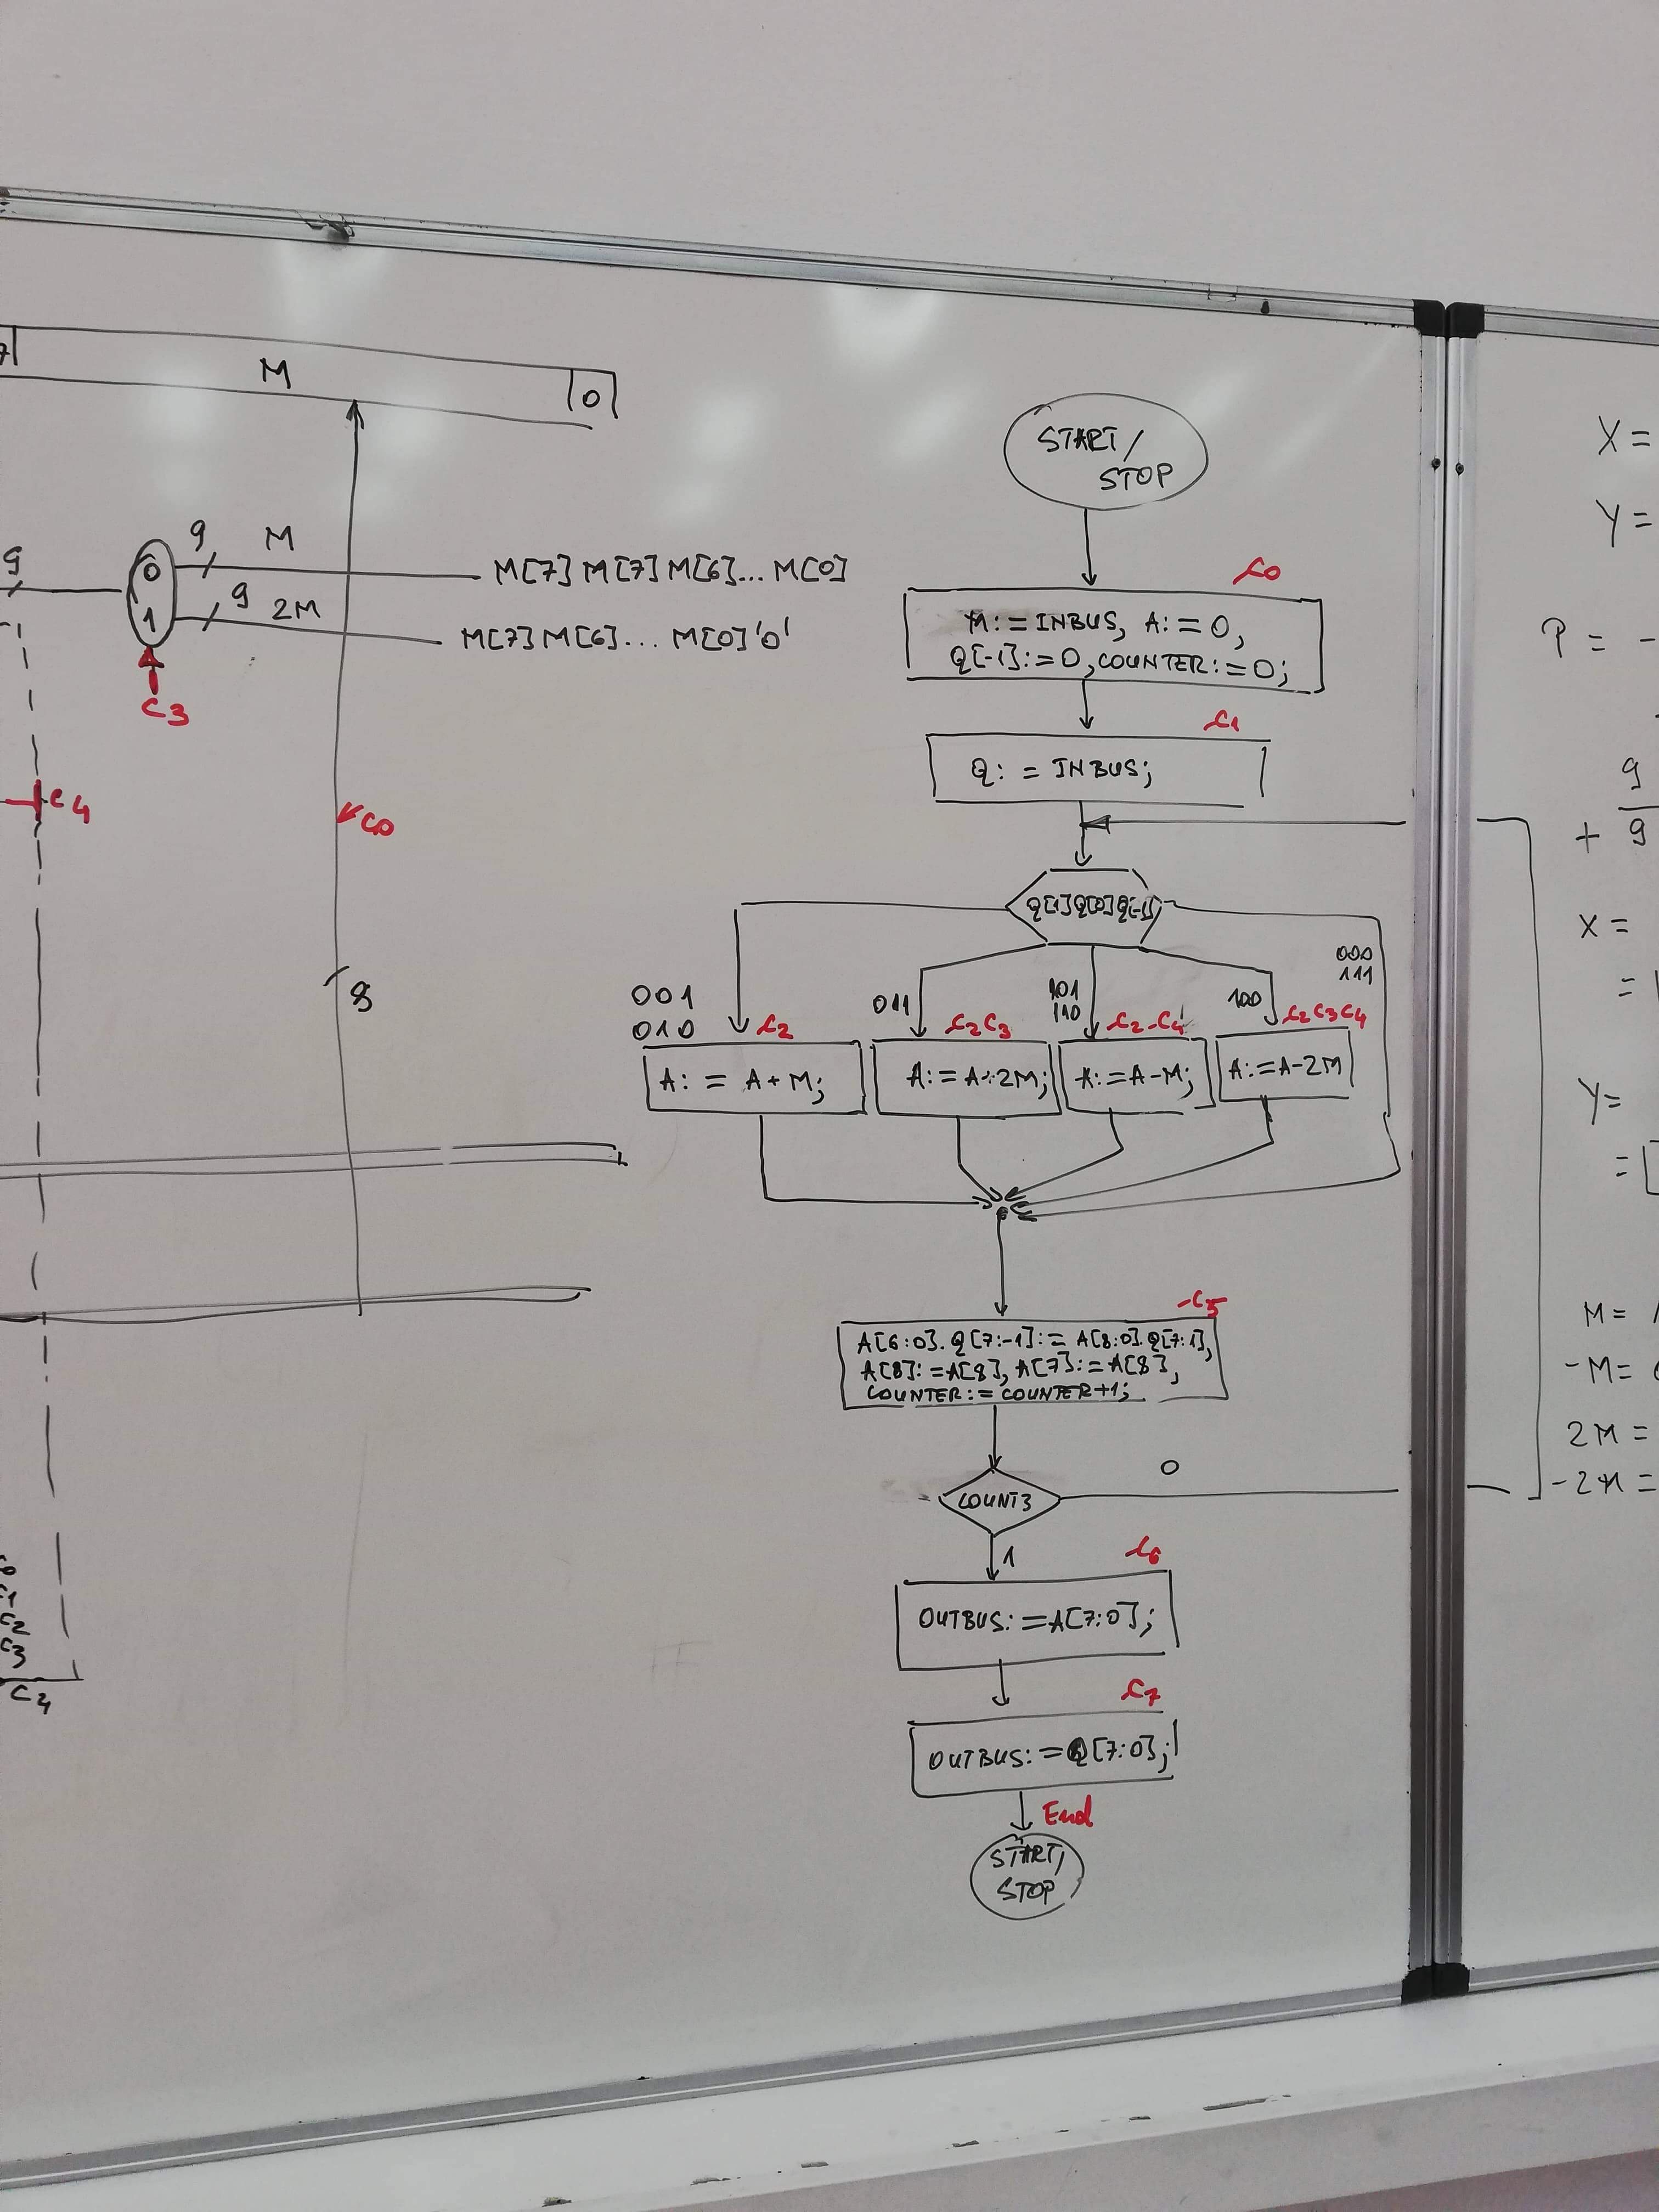 7
M
0
9
0
1
9
M
9
2M
M[7] M[7] M[6]... M[0]
M[7] M[6]... M[0]'0'
C3
C4
C0
8
C1
C2
C3
C4
START/
STOP
C0
M:=INBUS, A:=0,
Q[-1]:=0, COUNTER:=0;
C1
Q:=INBUS;
Q[1]Q[0]Q[-1]
001
010
C2
011
C2C3
101
110
C2 C4
100
C2C3C4
000
111
A:=A+M;
A:=A+2M;
A:=A-M;
A:=A-2M
C5
A[6:0].Q[7:-1]:=A[8:0].Q[7:1],
A[8]:=A[8], A[7]:=A[8],
COUNTER:=COUNTER+1;
COUNT3
0
1
C6
OUTBUS:=A[7:0];
C7
OUTBUS:=Q[7:0];
End
START/
STOP
X=
Y=
P = -
9
+ 9
X =
=
Y=
=
M=
-M=
2M=
-2M=